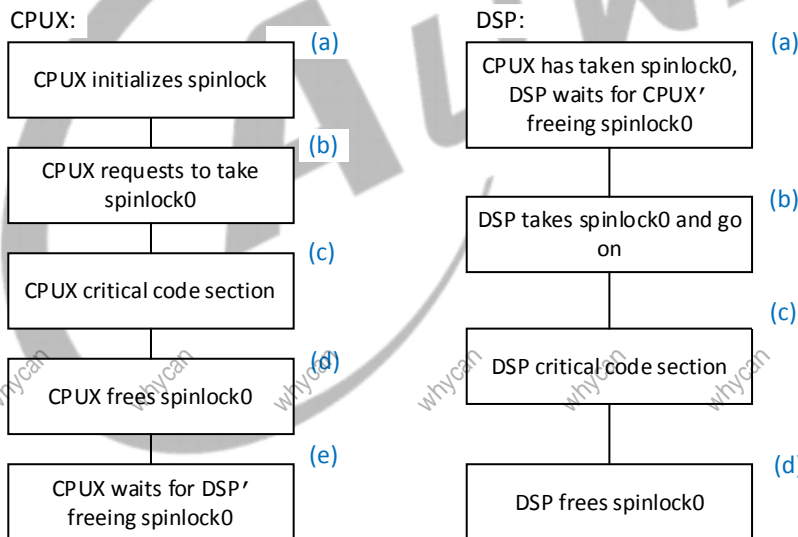 CPUX:
(a)
CPUX initializes spinlock
(b)
CPUX requests to take
spinlock0
(c)
CPUX critical code section
(d)
CPUX frees spinlock0
(e)
CPUX waits for DSP’
freeing spinlock0
DSP:
(a)
CPUX has taken spinlock0,
DSP waits for CPUX’
freeing spinlock0
(b)
DSP takes spinlock0 and go
on
(c)
DSP critical code section
(d)
DSP frees spinlock0
whycan
whycan
whycan
whycan
whycan
whycan